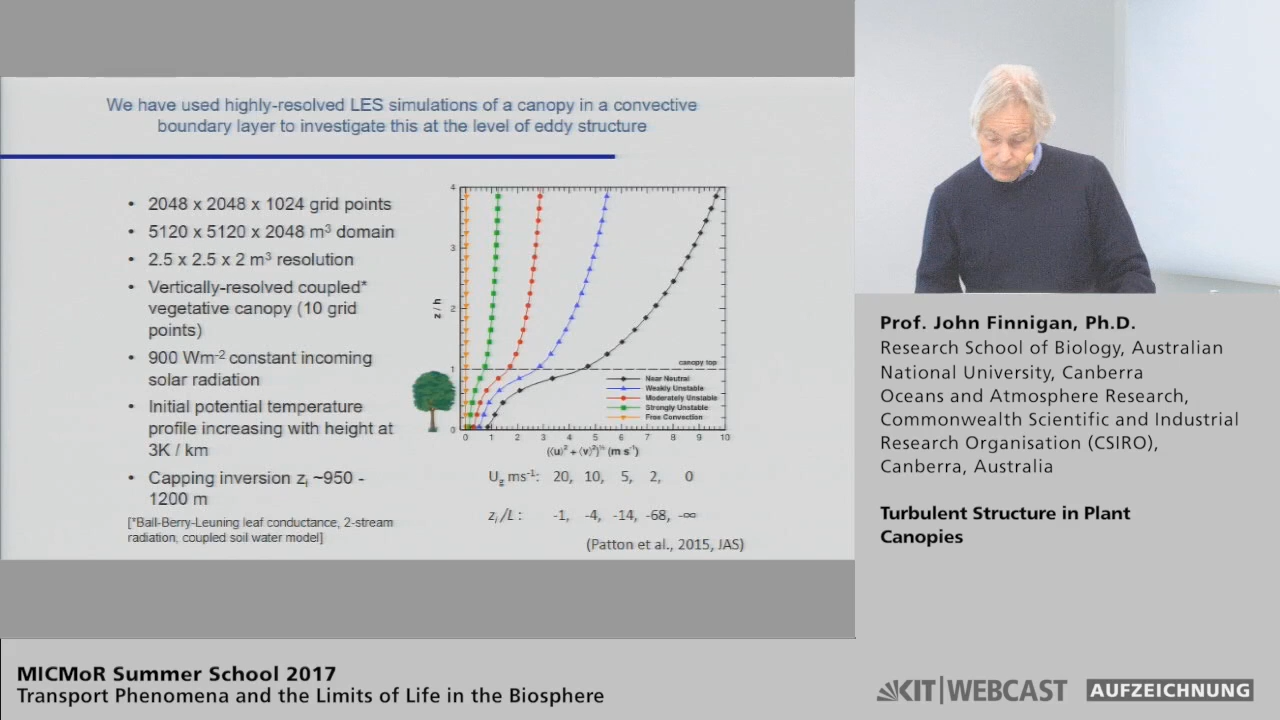 We have used highly-resolved LES simulations of a canopy in a convective
boundary layer to investigate this at the level of eddy structure
• 2048 x 2048 x 1024 grid points
• 5120 x 5120 x 2048 m³ domain
• 2.5 x 2.5 x 2 m³ resolution
• Vertically-resolved coupled*
vegetative canopy (10 grid
points)
• 900 Wm⁻² constant incoming
solar radiation
• Initial potential temperature
profile increasing with height at
3K / km
• Capping inversion zᵢ ~950 -
1200 m
[*Ball-Berry-Leuning leaf conductance, 2-stream
radiation, coupled soil water model]
4
3
2
1
0
z / h
canopy top
Near Neutral
Weakly Unstable
Moderately Unstable
Strongly Unstable
Free Convection
0 1 2 3 4 5 6 7 8 9 10
(⟨u⟩² + ⟨v⟩²)^½ (m s⁻¹)
U_g ms⁻¹: 20, 10, 5, 2, 0
zᵢ/L : -1, -4, -14, -68, -∞
(Patton et al., 2015, JAS)
Prof. John Finnigan, Ph.D.
Research School of Biology, Australian
National University, Canberra
Oceans and Atmosphere Research,
Commonwealth Scientific and Industrial
Research Organisation (CSIRO),
Canberra, Australia
Turbulent Structure in Plant
Canopies
MICMoR Summer School 2017
Transport Phenomena and the Limits of Life in the Biosphere
KIT|WEBCAST AUFZEICHNUNG